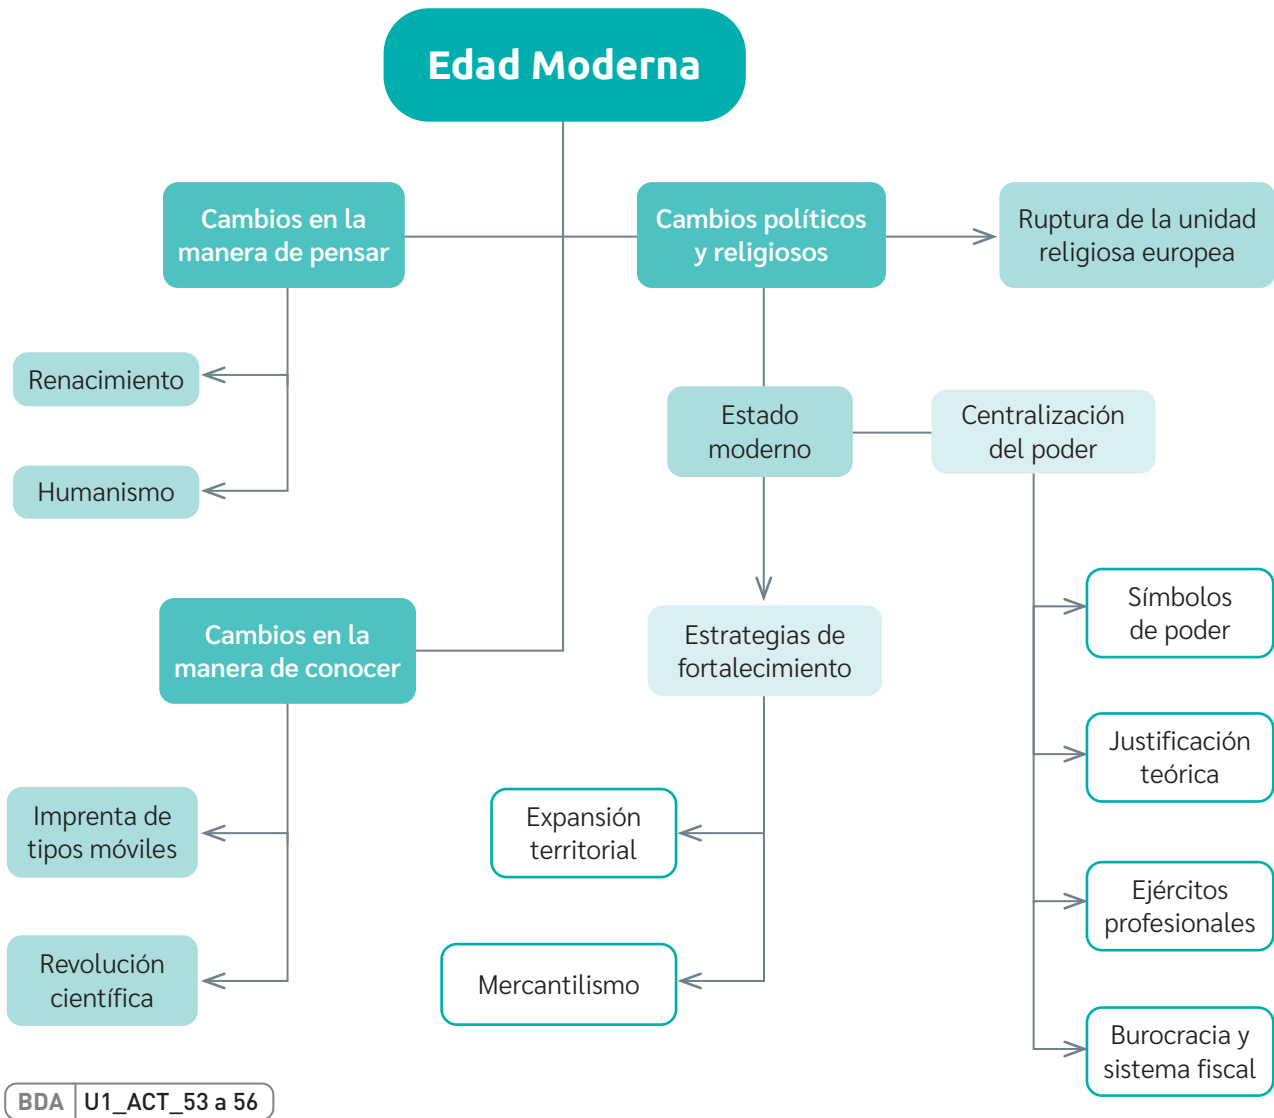 Edad Moderna
Cambios en la
manera de pensar
Cambios políticos
y religiosos
Ruptura de la unidad
religiosa europea
Renacimiento
Humanismo
Estado
moderno
Centralización
del poder
Cambios en la
manera de conocer
Estrategias de
fortalecimiento
Símbolos
de poder
Justificación
teórica
Imprenta de
tipos móviles
Expansión
territorial
Ejércitos
profesionales
Revolución
científica
Mercantilismo
Burocracia y
sistema fiscal
BDA U1_ACT_53 a 56